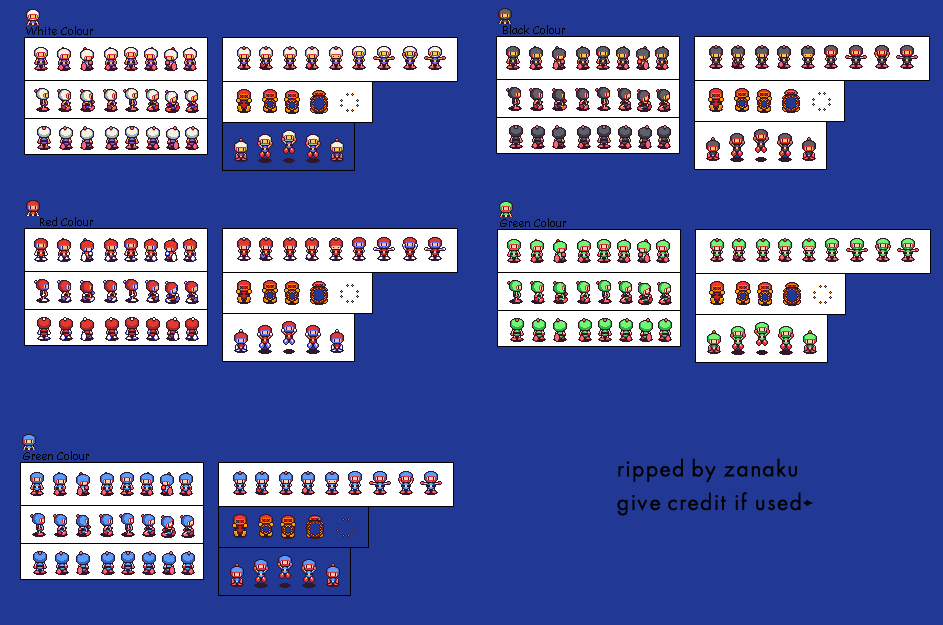 White Colour
Black Colour
Red Colour
Green Colour
Green Colour
ripped by zanaku
give credit if used